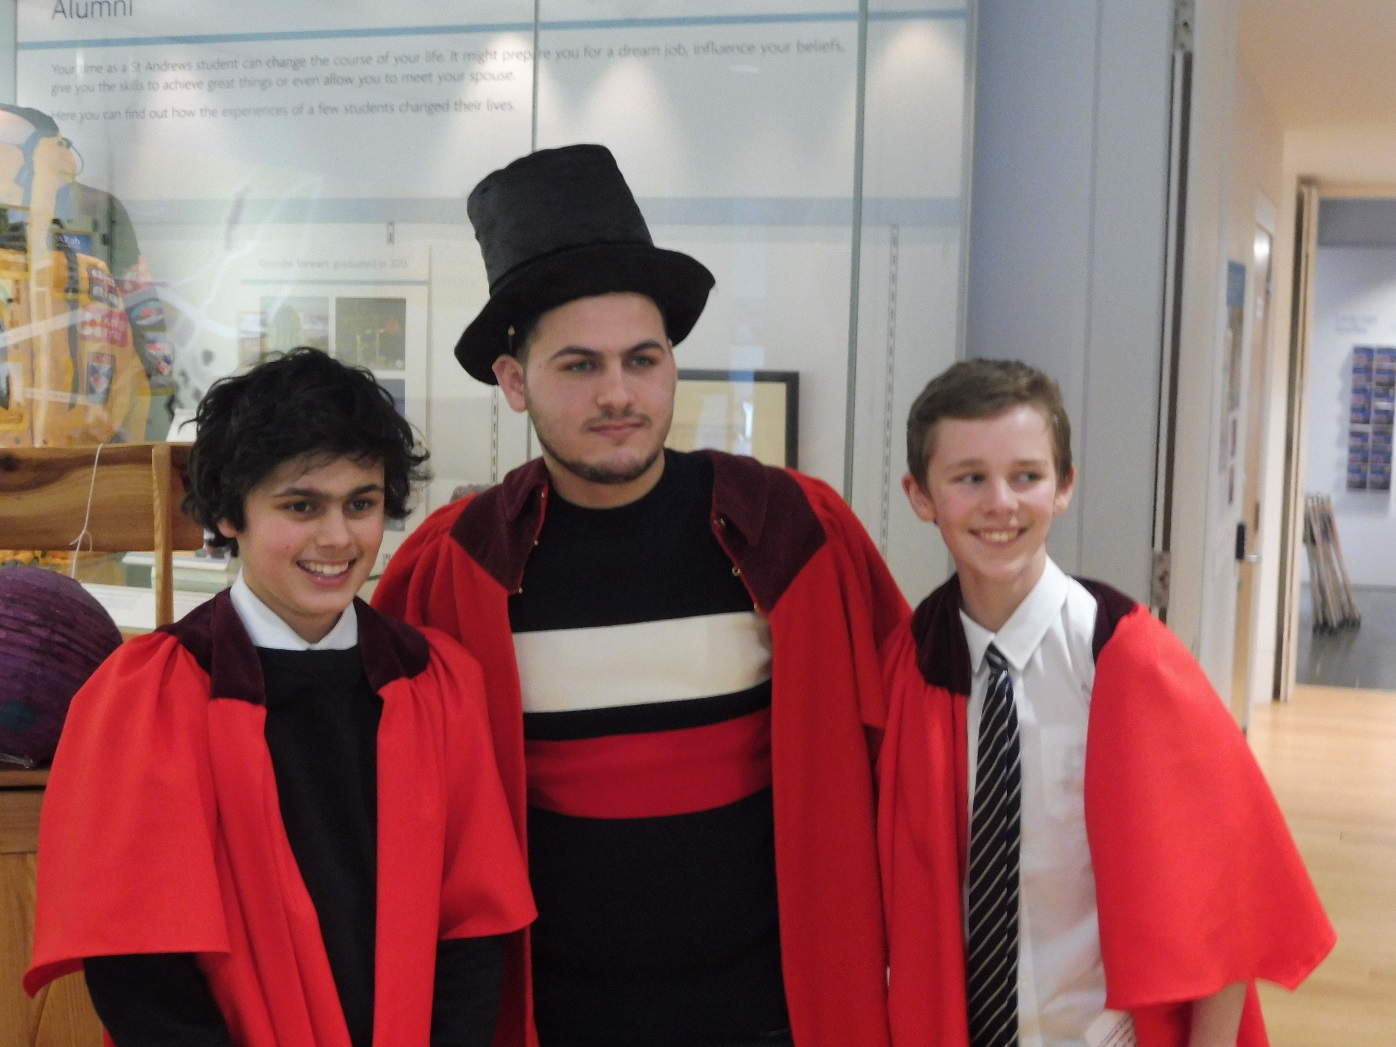 Alumni
Your time as a St Andrews student can change the course of your life. It might prepare you for a dream job, influence your beliefs,
give you the skills to achieve great things or even allow you to meet your spouse.
Here you can find out how the experiences of a few students changed their lives.